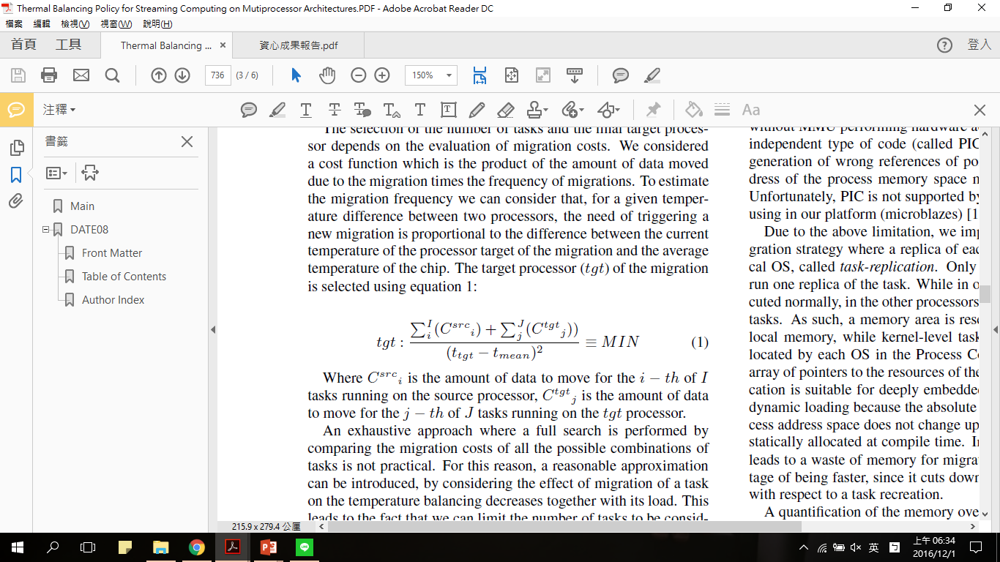 Thermal Balancing Policy for Streaming Computing on Mutiprocessor Architectures.PDF - Adobe Acrobat Reader DC
檔案 編輯 檢視(V) 視窗(W) 說明(H)
首頁 工具 Thermal Balancing ... × 資心成果報告.pdf ? 登入
736 (3 / 6) 150%
注釋 Aa
書籤
Main
DATE08
Front Matter
Table of Contents
Author Index
The selection of the number of tasks and the final target proces-
sor depends on the evaluation of migration costs. We considered
a cost function which is the product of the amount of data moved
due to the migration times the frequency of migrations. To estimate
the migration frequency we can consider that, for a given temper-
ature difference between two processors, the need of triggering a
new migration is proportional to the difference between the current
temperature of the processor target of the migration and the average
temperature of the chip. The target processor (tgt) of the migration
is selected using equation 1:
tgt : \frac{\sum_i^I (C^{src}{}_i) + \sum_j^J (C^{tgt}{}_j))}{(t_{tgt} - t_{mean})^2} ≡ MIN (1)
Where C^{src}{}_i is the amount of data to move for the i − th of I
tasks running on the source processor, C^{tgt}{}_j is the amount of data
to move for the j − th of J tasks running on the tgt processor.
An exhaustive approach where a full search is performed by
comparing the migration costs of all the possible combinations of
tasks is not practical. For this reason, a reasonable approximation
can be introduced, by considering the effect of migration of a task
on the temperature balancing decreases together with its load. This
leads to the fact that we can limit the number of tasks to be consid-
without MMU performing hardware a
independent type of code (called PIC
generation of wrong references of po
dress of the process memory space n
Unfortunately, PIC is not supported by
using in our platform (microblazes) [1
Due to the above limitation, we imp
gration strategy where a replica of eac
cal OS, called task-replication. Only
run one replica of the task. While in o
cuted normally, in the other processors
tasks. As such, a memory area is rese
local memory, while kernel-level task
located by each OS in the Process Co
array of pointers to the resources of the
cation is suitable for deeply embedde
dynamic loading because the absolute
cess address space does not change up
statically allocated at compile time. I
leads to a waste of memory for migra
tage of being faster, since it cuts down
with respect to a task recreation.
A quantification of the memory ove
215.9 x 279.4 公厘
英 上午 06:34
2016/12/1